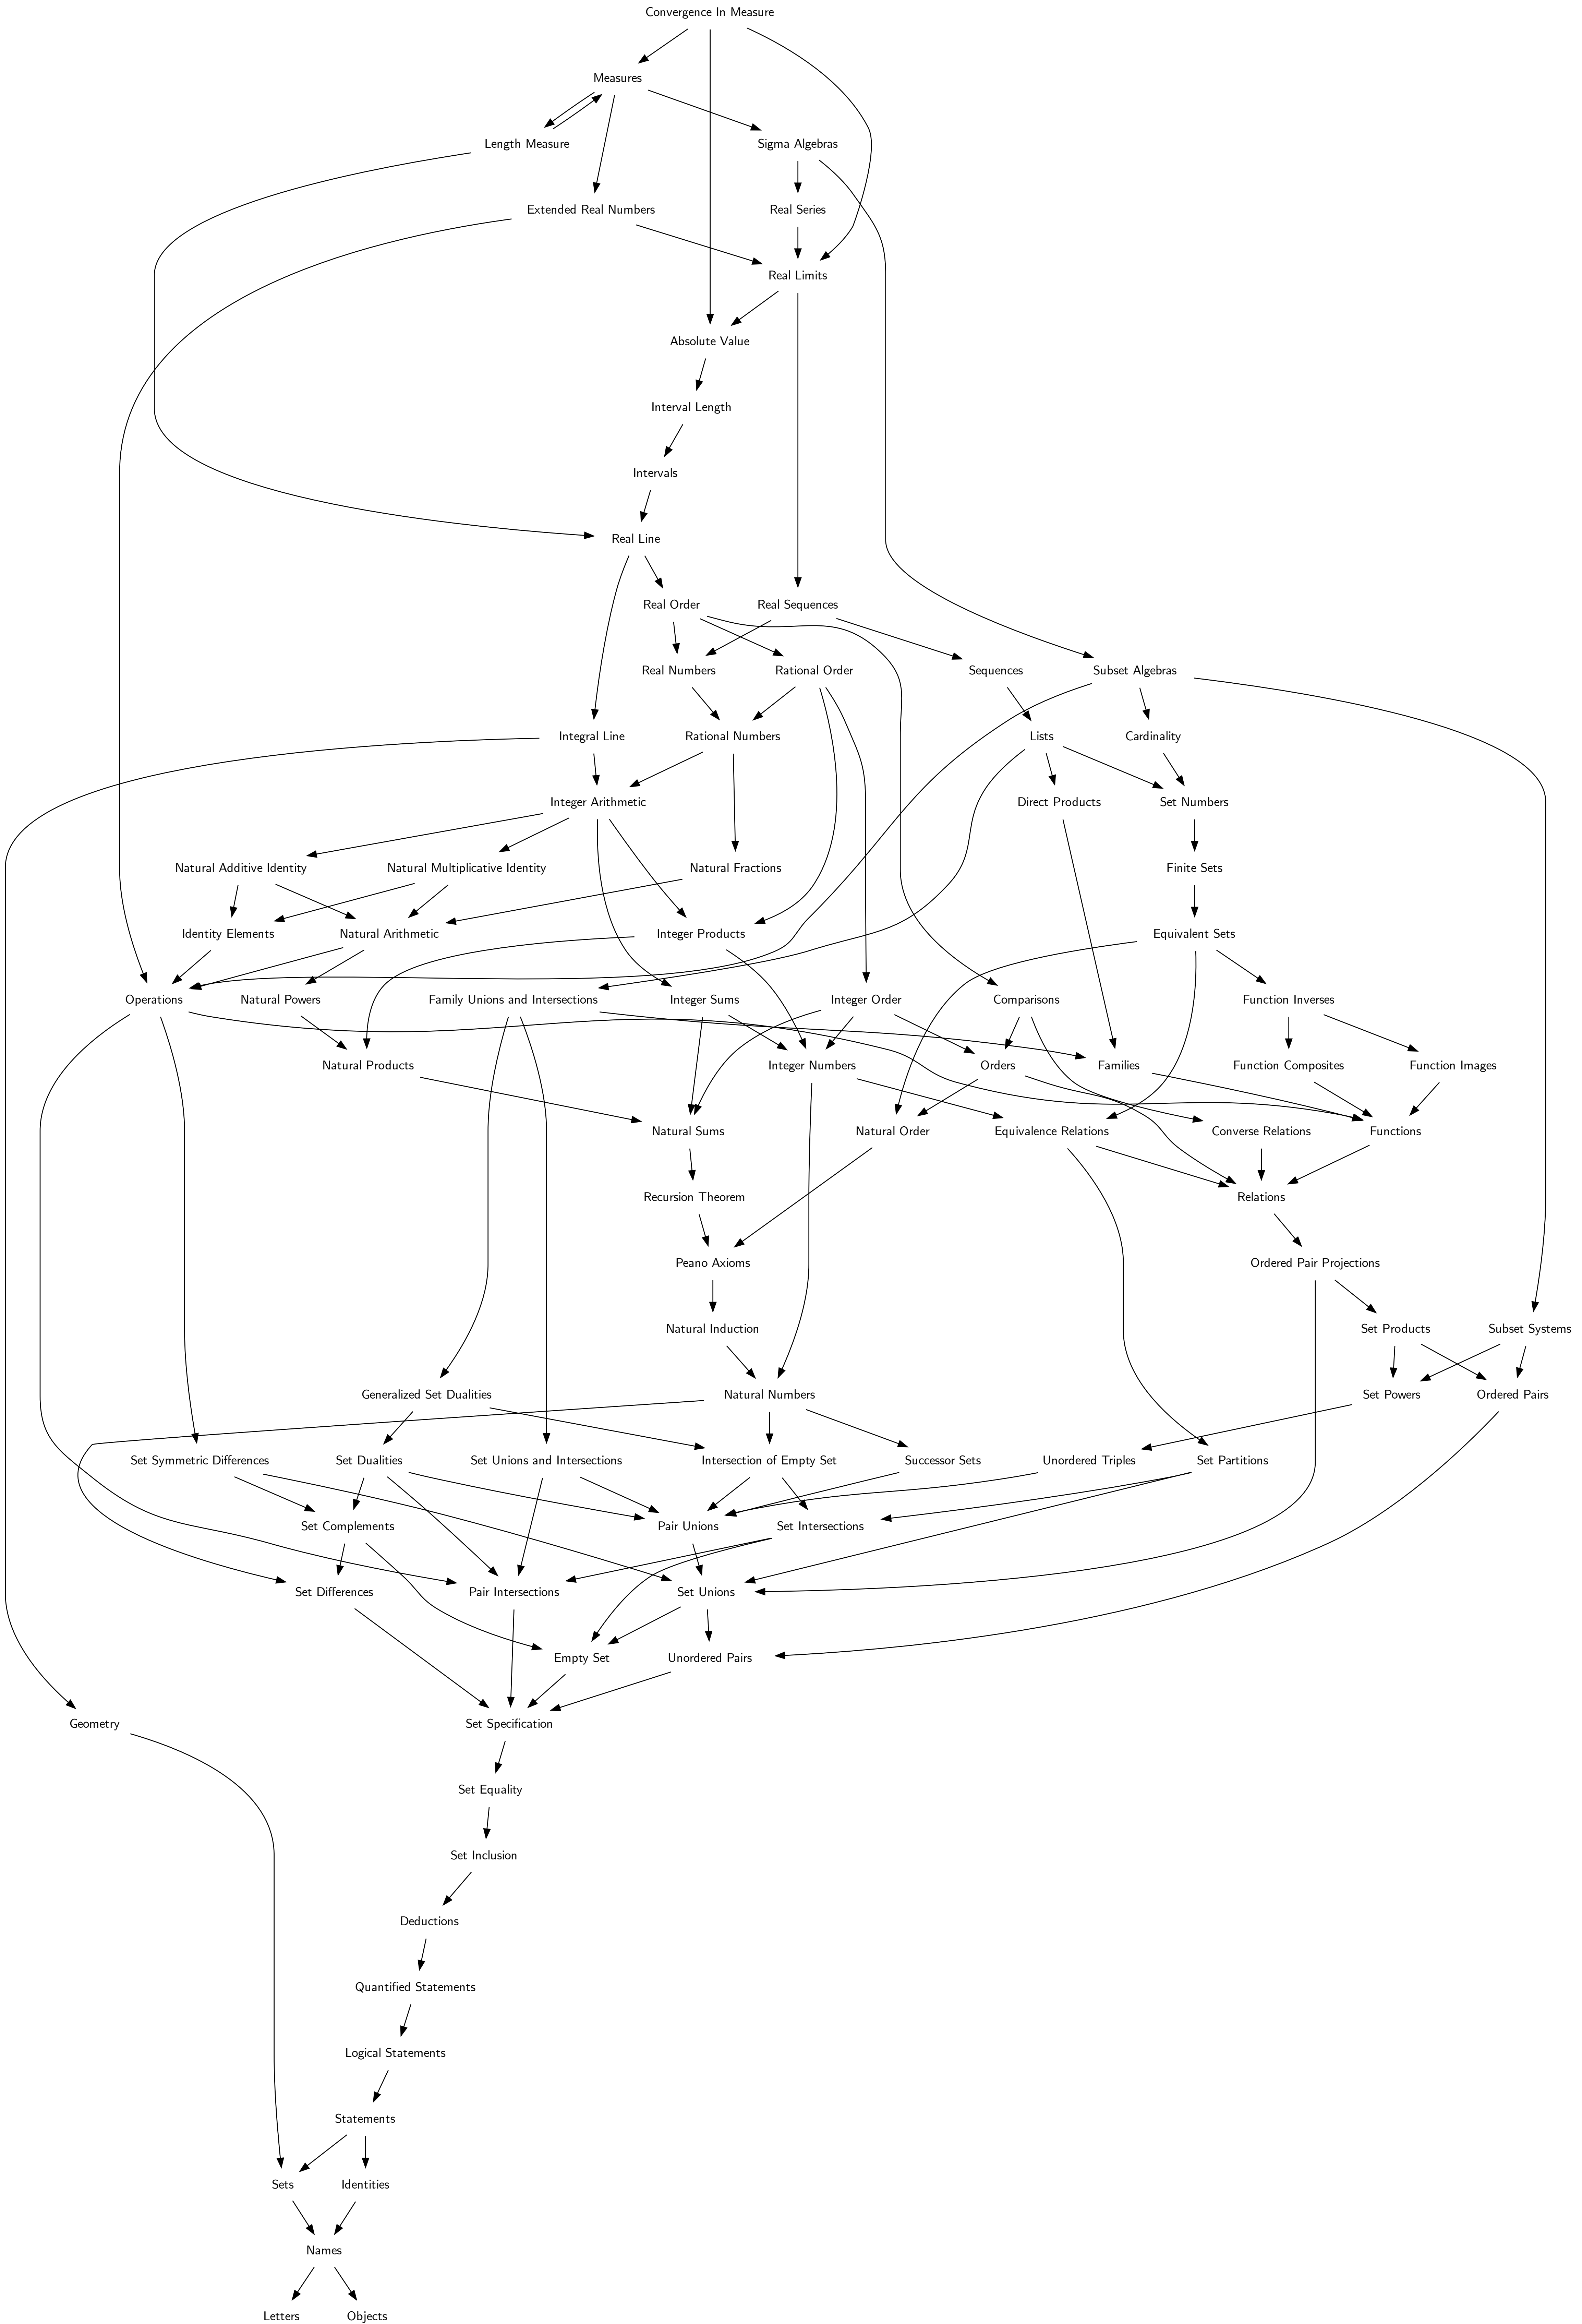 Convergence In Measure
Measures
Length Measure
Sigma Algebras
Extended Real Numbers
Real Series
Real Limits
Absolute Value
Interval Length
Intervals
Real Line
Real Order
Real Sequences
Real Numbers
Rational Order
Sequences
Subset Algebras
Integral Line
Rational Numbers
Lists
Cardinality
Integer Arithmetic
Direct Products
Set Numbers
Natural Additive Identity
Natural Multiplicative Identity
Natural Fractions
Finite Sets
Identity Elements
Natural Arithmetic
Integer Products
Equivalent Sets
Operations
Natural Powers
Family Unions and Intersections
Integer Sums
Integer Order
Comparisons
Function Inverses
Natural Products
Integer Numbers
Orders
Families
Function Composites
Function Images
Natural Sums
Natural Order
Equivalence Relations
Converse Relations
Functions
Recursion Theorem
Relations
Peano Axioms
Ordered Pair Projections
Natural Induction
Set Products
Subset Systems
Generalized Set Dualities
Natural Numbers
Set Powers
Ordered Pairs
Set Symmetric Differences
Set Dualities
Set Unions and Intersections
Intersection of Empty Set
Successor Sets
Unordered Triples
Set Partitions
Set Complements
Pair Unions
Set Intersections
Set Differences
Pair Intersections
Set Unions
Empty Set
Unordered Pairs
Geometry
Set Specification
Set Equality
Set Inclusion
Deductions
Quantified Statements
Logical Statements
Statements
Sets
Identities
Names
Letters
Objects